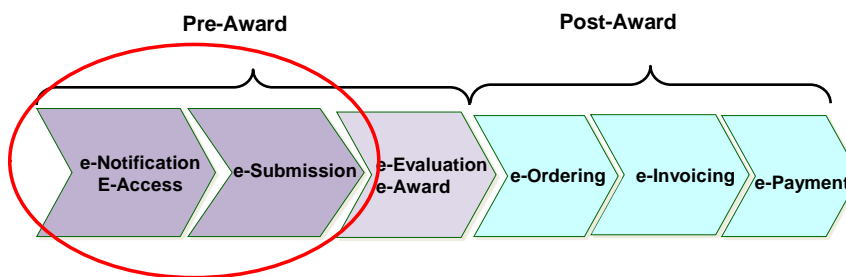 Pre-Award
Post-Award
e-Notification
E-Access
e-Submission
e-Evaluation
e-Award
e-Ordering
e-Invoicing
e-Payment